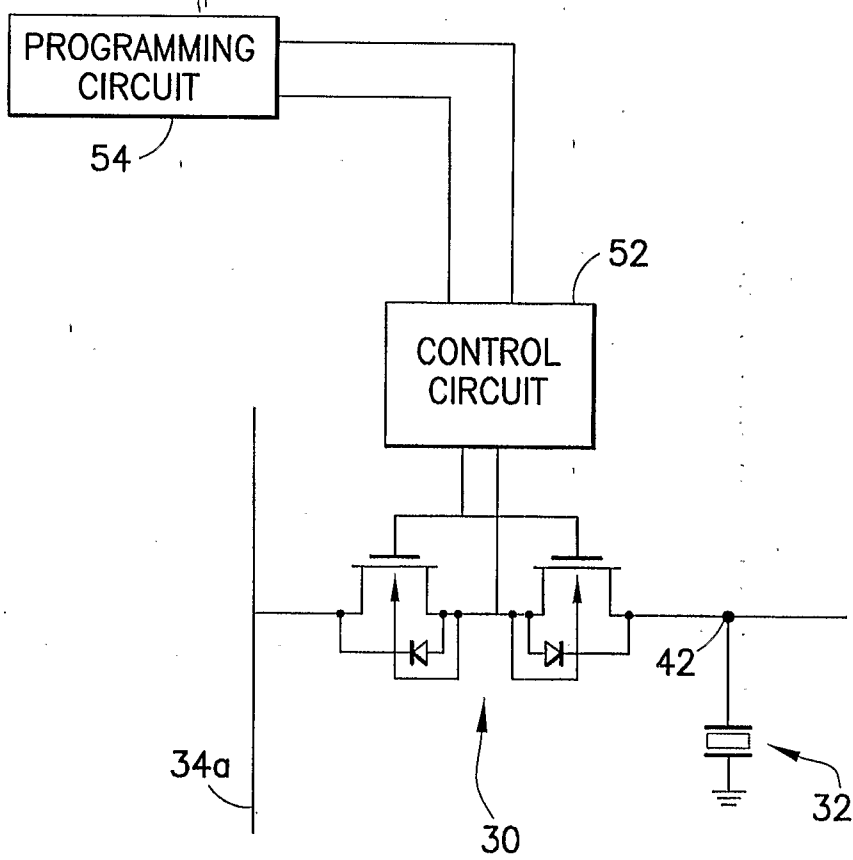 PROGRAMMING
CIRCUIT
54
52
CONTROL
CIRCUIT
42
34a
32
30